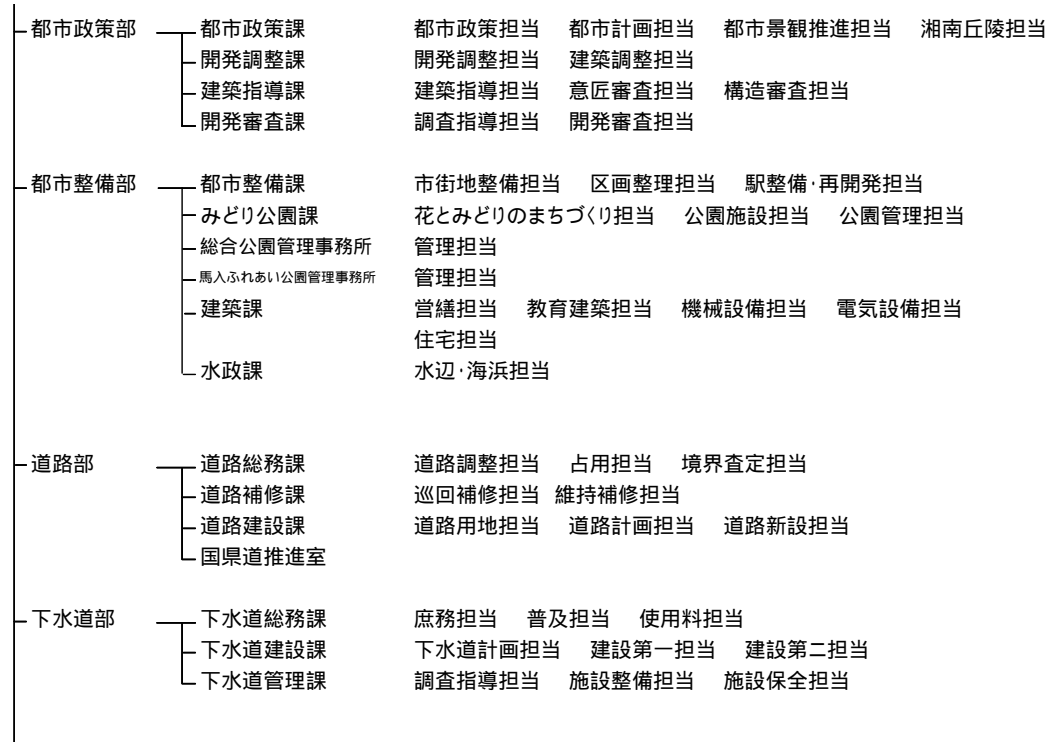 都市政策部 都市政策課 都市政策担当 都市計画担当 都市景観推進担当 湘南丘陵担当
開発調整課 開発調整担当 建築調整担当
建築指導課 建築指導担当 意匠審査担当 構造審査担当
開発審査課 調査指導担当 開発審査担当
都市整備部 都市整備課 市街地整備担当 区画整理担当 駅整備・再開発担当
みどり公園課 花とみどりのまちづくり担当 公園施設担当 公園管理担当
総合公園管理事務所 管理担当
馬入ふれあい公園管理事務所 管理担当
建築課 営繕担当 教育建築担当 機械設備担当 電気設備担当
住宅担当
水政課 水辺・海浜担当
道路部 道路総務課 道路調整担当 占用担当 境界査定担当
道路補修課 巡回補修担当 維持補修担当
道路建設課 道路用地担当 道路計画担当 道路新設担当
国県道推進室
下水道部 下水道総務課 庶務担当 普及担当 使用料担当
下水道建設課 下水道計画担当 建設第一担当 建設第二担当
下水道管理課 調査指導担当 施設整備担当 施設保全担当